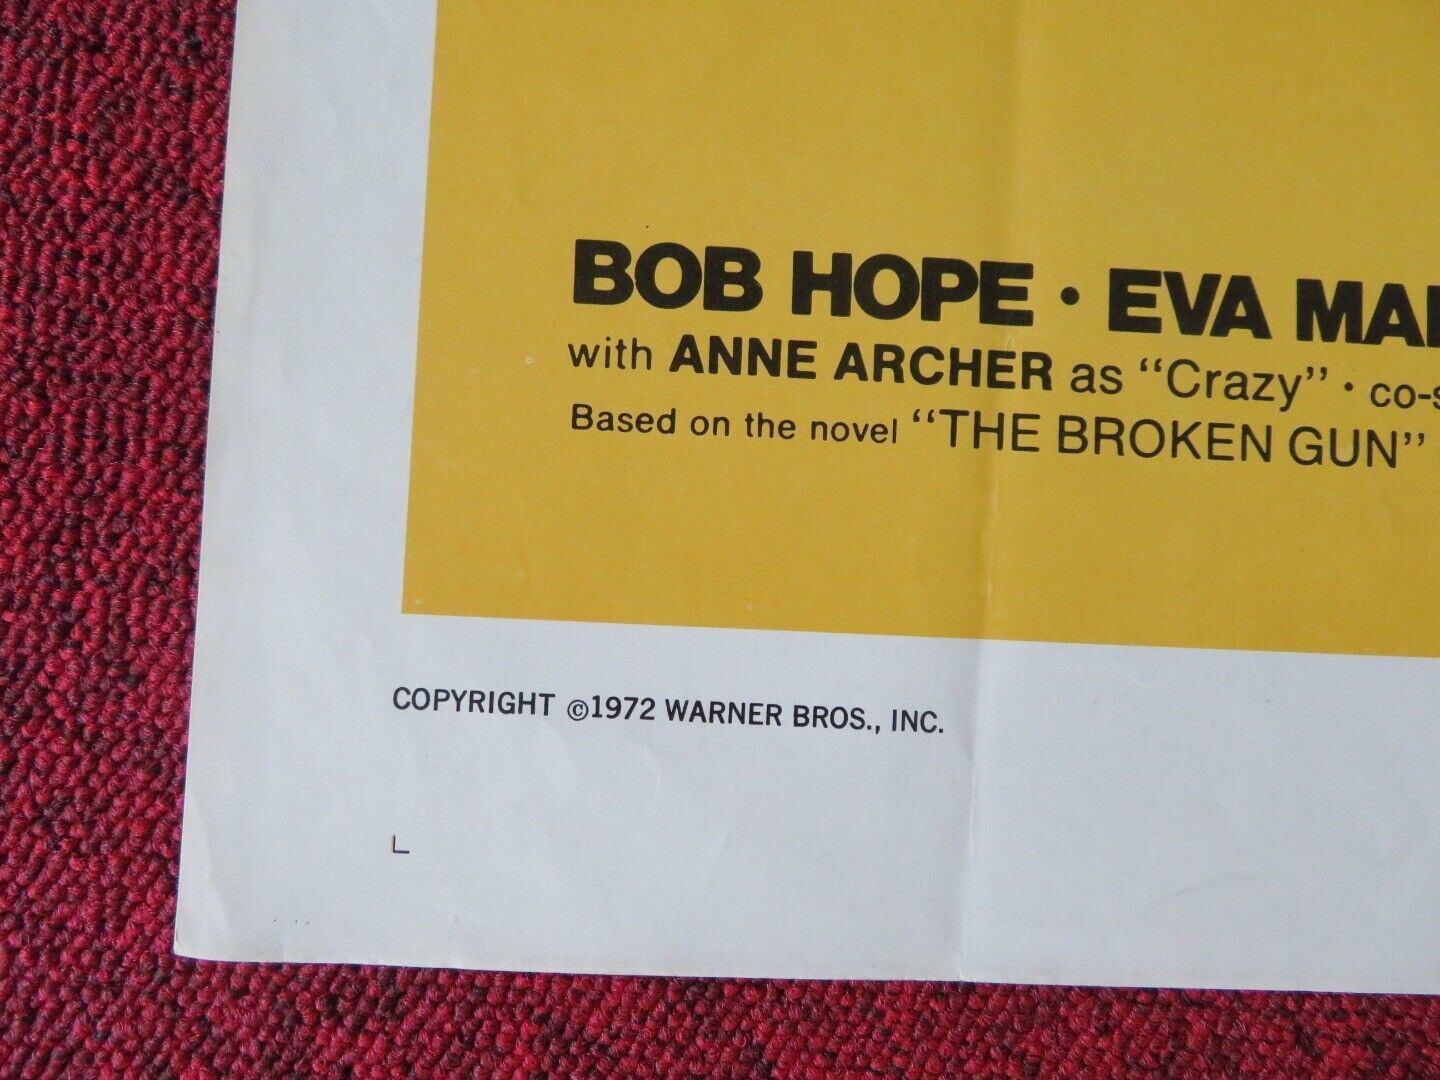 BOB HOPE • EVA MA
with ANNE ARCHER as "Crazy" • co-s
Based on the novel "THE BROKEN GUN"
COPYRIGHT ©1972 WARNER BROS., INC.